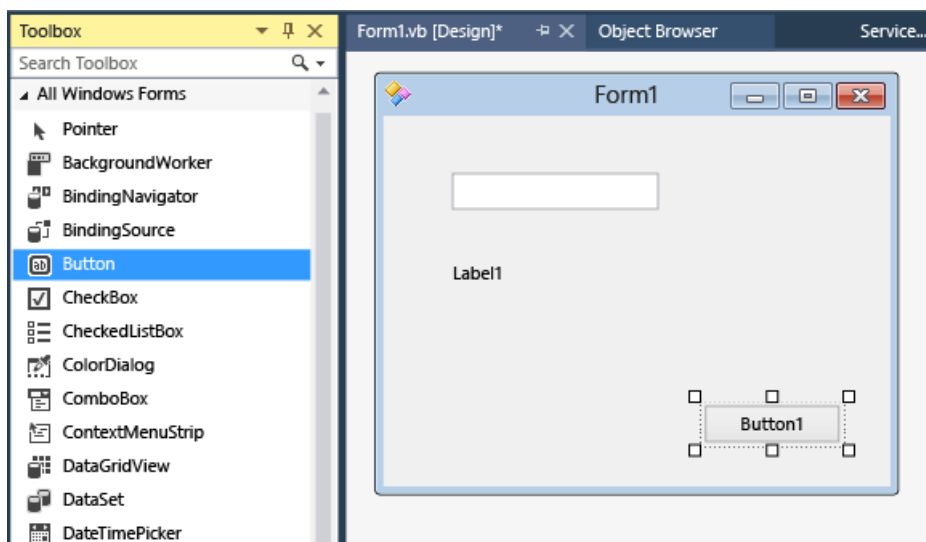 Toolbox
Form1.vb [Design]*
Object Browser
Service...
Search Toolbox
All Windows Forms
Pointer
BackgroundWorker
BindingNavigator
BindingSource
Button
CheckBox
CheckedListBox
ColorDialog
ComboBox
ContextMenuStrip
DataGridView
DataSet
DateTimePicker
Form1
Label1
Button1